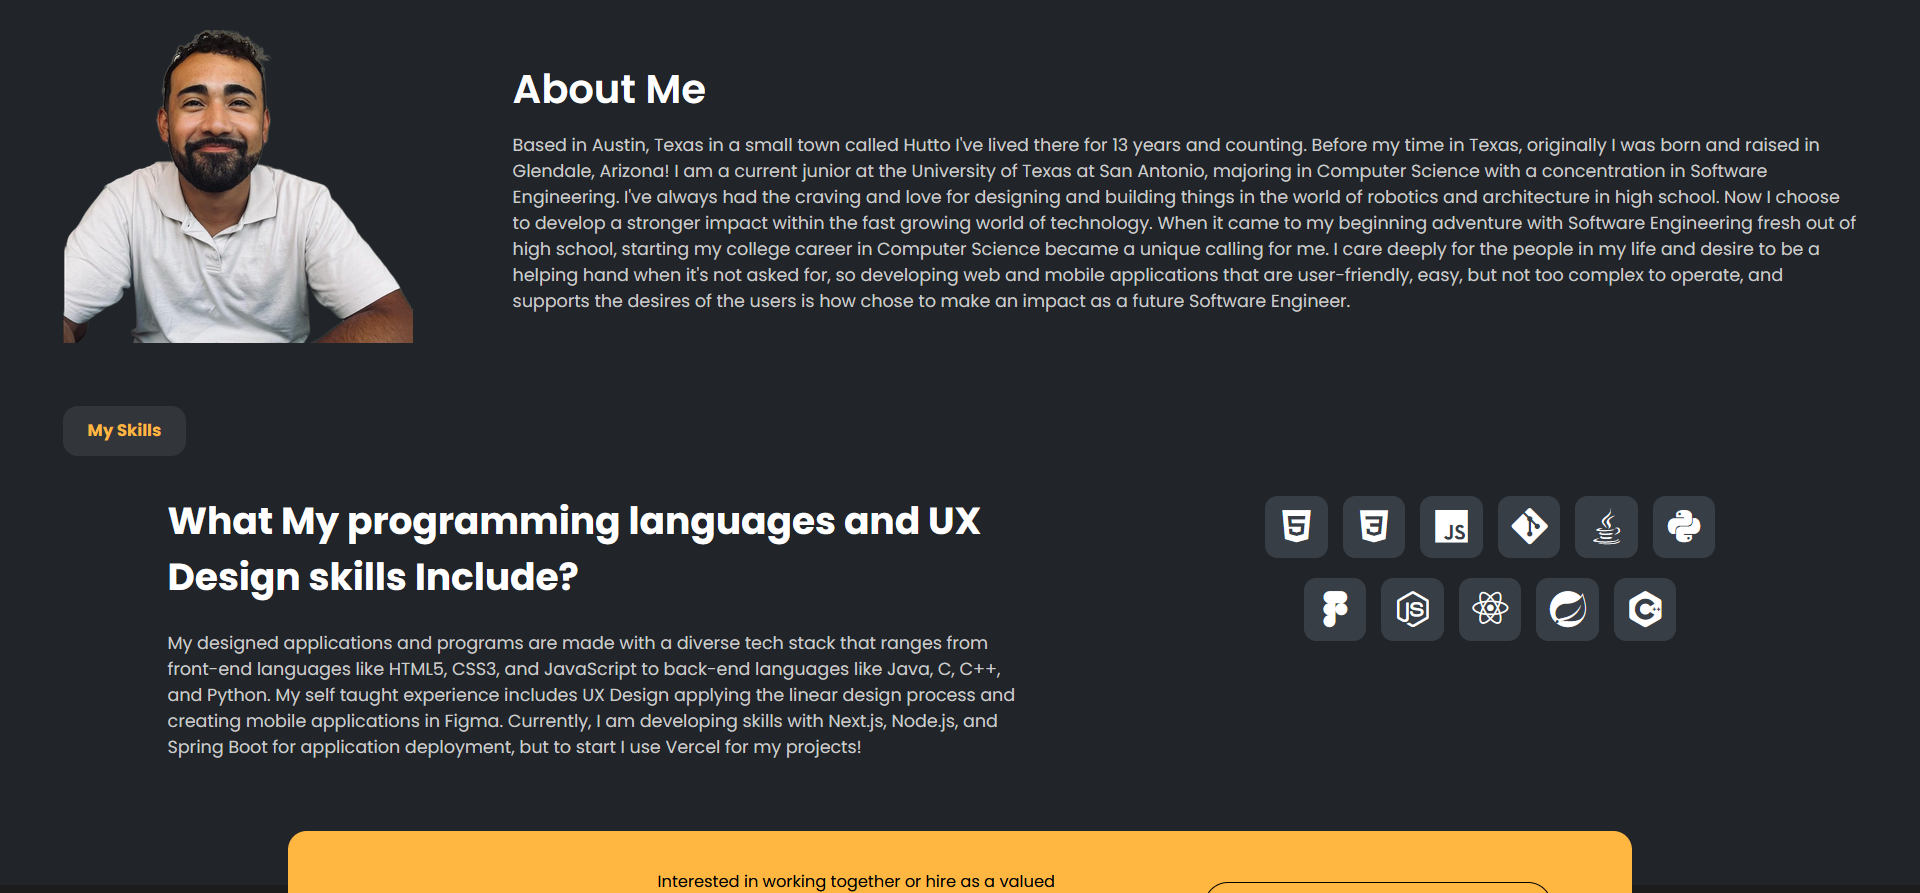 About Me
Based in Austin, Texas in a small town called Hutto I've lived there for 13 years and counting. Before my time in Texas, originally I was born and raised in
Glendale, Arizona! I am a current junior at the University of Texas at San Antonio, majoring in Computer Science with a concentration in Software
Engineering. I've always had the craving and love for designing and building things in the world of robotics and architecture in high school. Now I choose
to develop a stronger impact within the fast growing world of technology. When it came to my beginning adventure with Software Engineering fresh out of
high school, starting my college career in Computer Science became a unique calling for me. I care deeply for the people in my life and desire to be a
helping hand when it's not asked for, so developing web and mobile applications that are user-friendly, easy, but not too complex to operate, and
supports the desires of the users is how chose to make an impact as a future Software Engineer.
My Skills
What My programming languages and UX
Design skills Include?
My designed applications and programs are made with a diverse tech stack that ranges from
front-end languages like HTML5, CSS3, and JavaScript to back-end languages like Java, C, C++,
and Python. My self taught experience includes UX Design applying the linear design process and
creating mobile applications in Figma. Currently, I am developing skills with Next.js, Node.js, and
Spring Boot for application deployment, but to start I use Vercel for my projects!
5 3 JS
JS C++
Interested in working together or hire as a valued